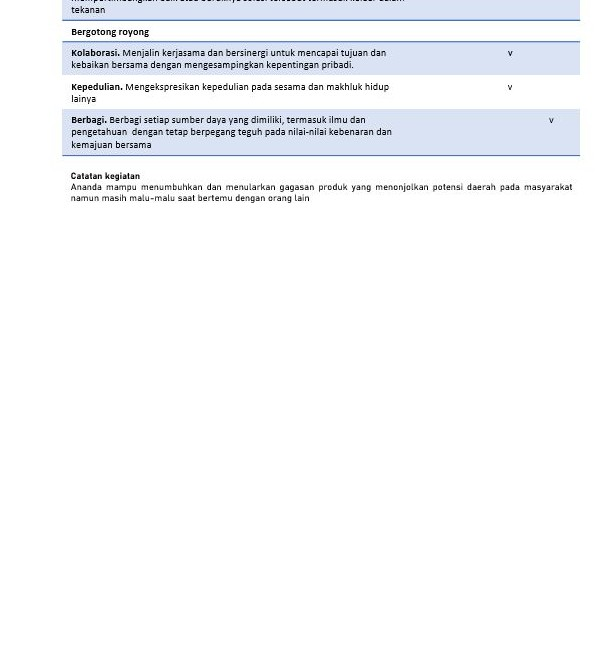 tekanan
Bergotong royong
Kolaborasi. Menjalin kerjasama dan bersinergi untuk mencapai tujuan dan v
kebaikan bersama dengan mengesampingkan kepentingan pribadi.
Kepedulian. Mengekspresikan kepedulian pada sesama dan makhluk hidup v
lainya
Berbagi. Berbagi setiap sumber daya yang dimiliki, termasuk ilmu dan v
pengetahuan dengan tetap berpegang teguh pada nilai-nilai kebenaran dan
kemajuan bersama
Catatan kegiatan
Ananda mampu menumbuhkan dan menularkan gagasan produk yang menonjolkan potensi daerah pada masyarakat
namun masih malu-malu saat bertemu dengan orang lain